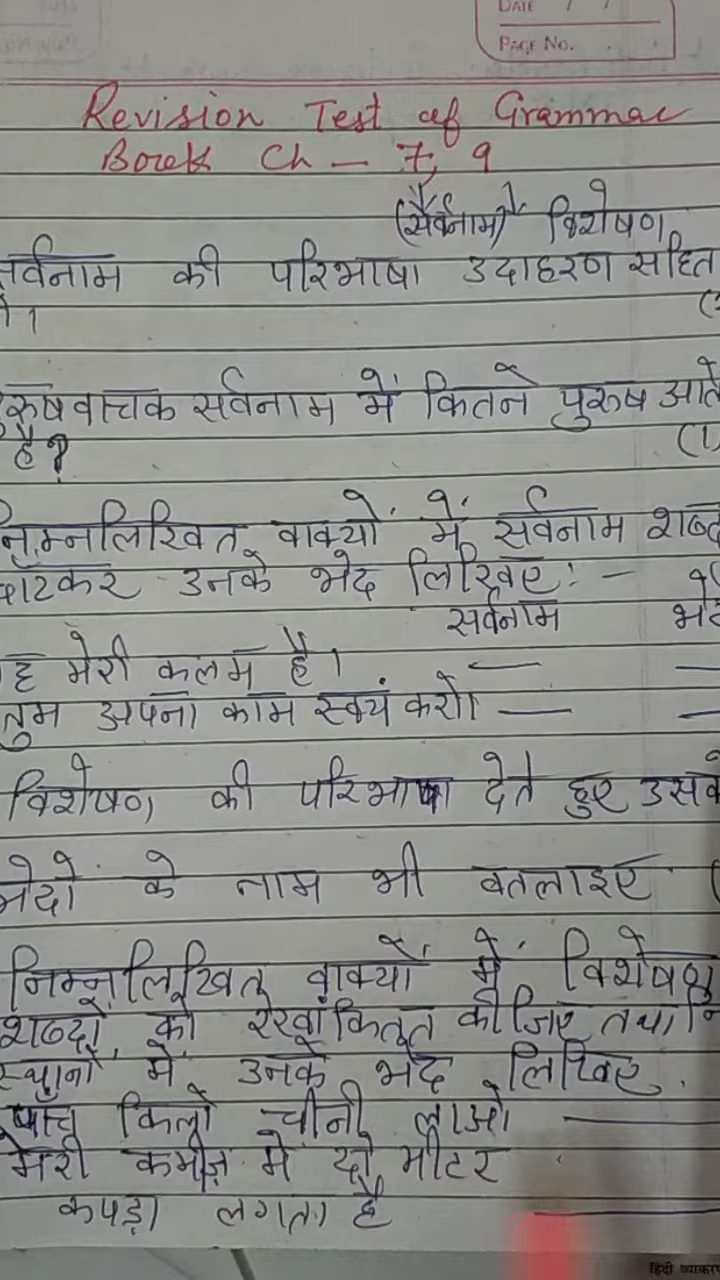 DATE / /
PAGE No.
Revision Test of Grammar
Book Ch - 7, 9
(सर्वनाम) विशेषण
र्वनाम की परिभाषा उदाहरण सहित
रुषवाचक सर्वनाम में कितने पुरुष आते
है?
(1
निम्नलिखित वाक्यों में सर्वनाम शब्द
उनके भेद लिखिए:-
सर्वनाम
मेरी कलम है।
तुम अपना काम स्वयं करो।
विशेषण की परिभाषा देते हुए उसके
भेदों के नाम भी बतलाइए
निम्नलिखित वाक्यों में विशेषण
शब्दों को रेखांकित कीजिए तथा
स्थानों में उनके भेद लिखिए.
पांच किलो चीनी लाओ
मेरी कमीज़ में दो मीटर
कपड़ा लगता है
हिंदी व्याकरण